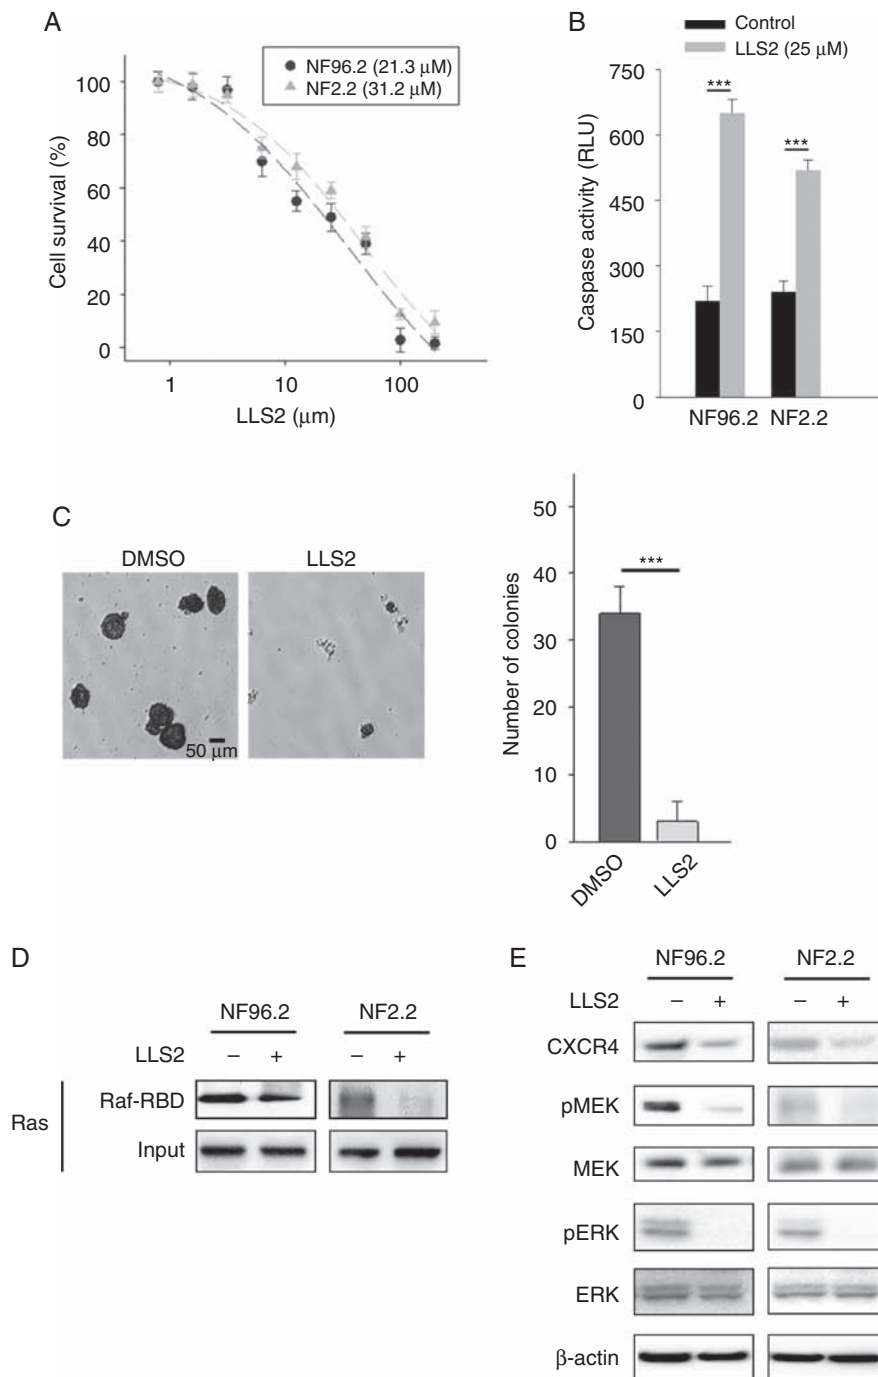 A
NF96.2 (21.3 μM)
NF2.2 (31.2 μM)
Cell survival (%)
100
80
60
40
20
0
1
10
100
LLS2 (μm)
B
Control
LLS2 (25 μM)
Caspase activity (RLU)
750
600
450
300
150
0
***
***
NF96.2
NF2.2
C
DMSO
LLS2
50 μm
Number of colonies
50
40
30
20
10
0
***
DMSO
LLS2
D
NF96.2
NF2.2
LLS2 – + – +
Ras
Raf-RBD
Input
E
NF96.2
NF2.2
LLS2 – + – +
CXCR4
pMEK
MEK
pERK
ERK
β-actin